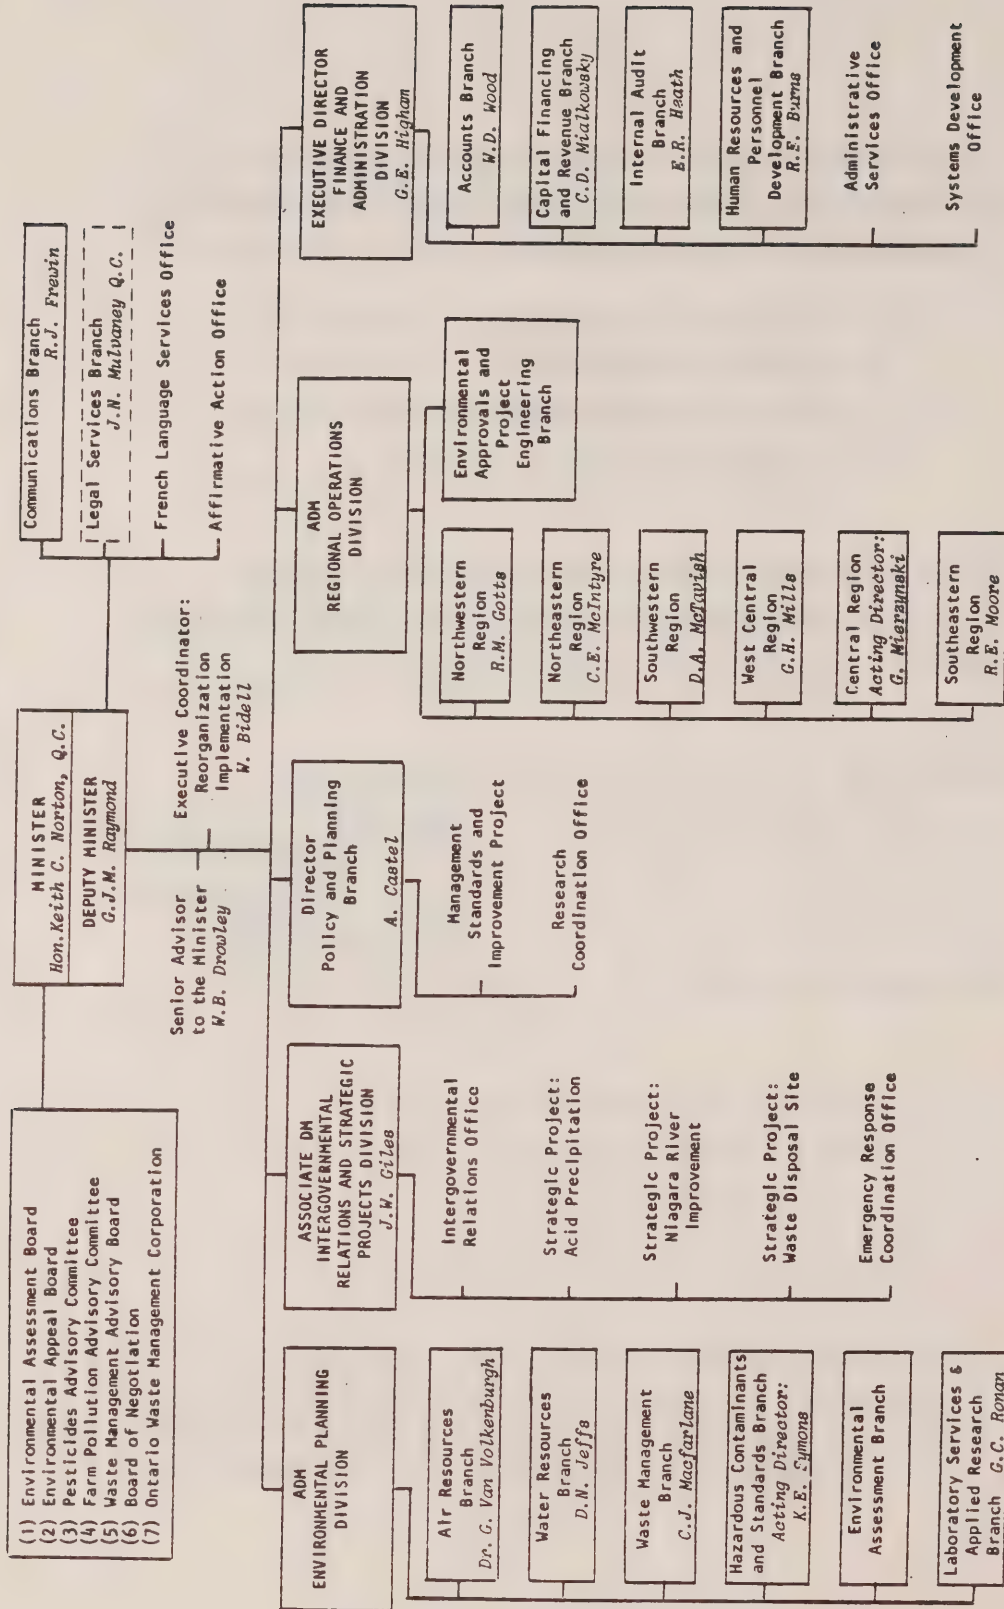 (1) Environmental Assessment Board
(2) Environmental Appeal Board
(3) Pesticides Advisory Committee
(4) Farm Pollution Advisory Committee
(5) Waste Management Advisory Board
(6) Board of Negotiation
(7) Ontario Waste Management Corporation
MINISTER
Hon.Keith C. Norton, Q.C.
DEPUTY MINISTER
G.J.M. Raymond
Communications Branch
R.J. Frewin
Legal Services Branch
J.N. Mulvaney Q.C.
French Language Services Office
Affirmative Action Office
Senior Advisor
to the Minister
W.B. Drowley
Executive Coordinator:
Reorganization
Implementation
W. Bidell
ADM
ENVIRONMENTAL PLANNING
DIVISION
Air Resources
Branch
Dr. G. Van Volkenburgh
Water Resources
Branch
D.N. Jeffs
Waste Management
Branch
C.J. Macfarlane
Hazardous Contaminants
and Standards Branch
Acting Director:
K.E. Symons
Environmental
Assessment Branch
Laboratory Services &
Applied Research
Branch G.C. Ronan
ASSOCIATE DM
INTERGOVERNMENTAL
RELATIONS AND STRATEGIC
PROJECTS DIVISION
J.W. Giles
Intergovernmental
Relations Office
Strategic Project:
Acid Precipitation
Strategic Project:
Niagara River
Improvement
Strategic Project:
Waste Disposal Site
Emergency Response
Coordination Office
Director
Policy and Planning
Branch
A. Castel
Management
Standards and
Improvement Project
Research
Coordination Office
ADM
REGIONAL OPERATIONS
DIVISION
Northwestern
Region
R.M. Gotts
Northeastern
Region
C.E. McIntyre
Southwestern
Region
D.A. McTavish
West Central
Region
G.H. Mills
Central Region
Acting Director:
G. Mierzynski
Southeastern
Region
R.E. Moore
Environmental
Approvals and
Project
Engineering
Branch
EXECUTIVE DIRECTOR
FINANCE AND
ADMINISTRATION
DIVISION
G.E. Higham
Accounts Branch
W.D. Wood
Capital Financing
and Revenue Branch
C.D. Mialkowsky
Internal Audit
Branch
E.R. Heath
Human Resources and
Personnel
Development Branch
R.E. Burns
Administrative
Services Office
Systems Development
Office